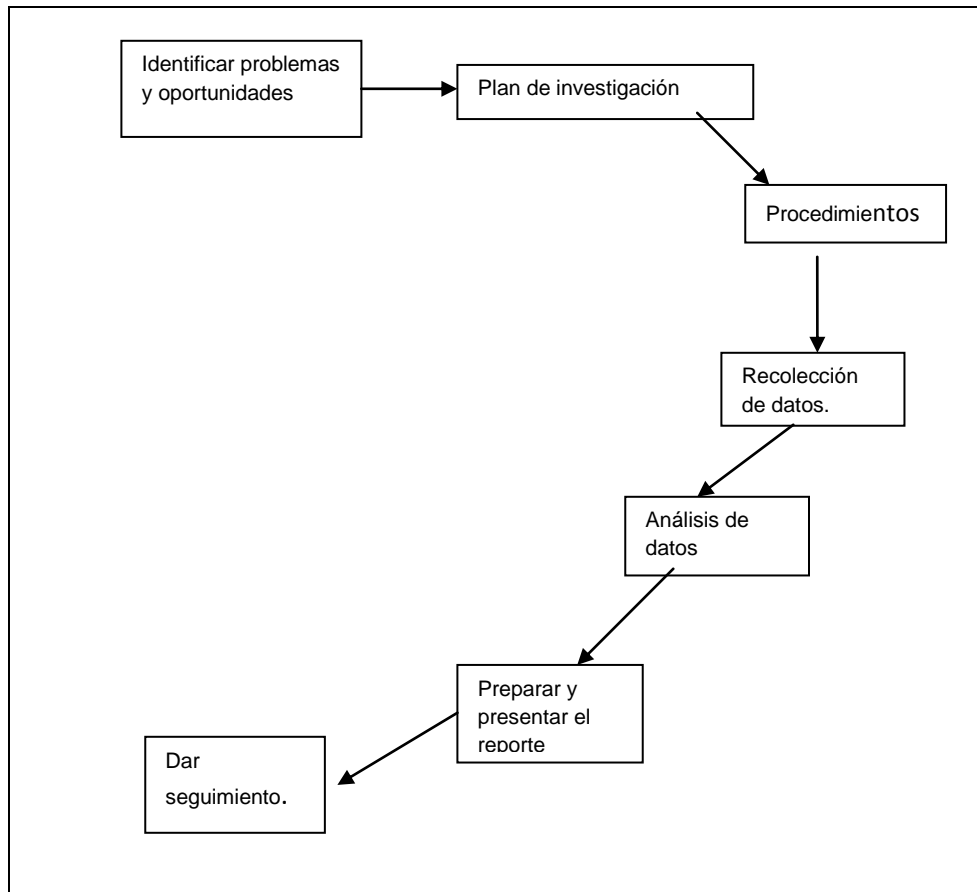 Identificar problemas
y oportunidades
Plan de investigación
Procedimientos
Recolección
de datos.
Análisis de
datos
Preparar y
presentar el
reporte
Dar
seguimiento.